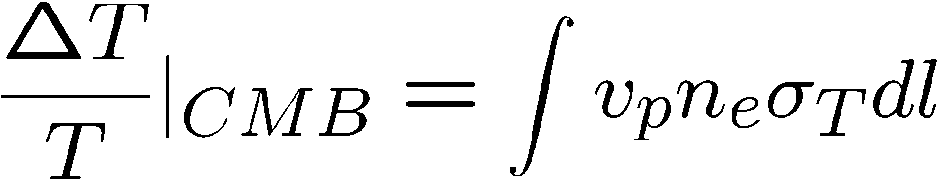 \frac{\Delta T}{T}|_{CMB} = \int v_p n_e \sigma_T dl